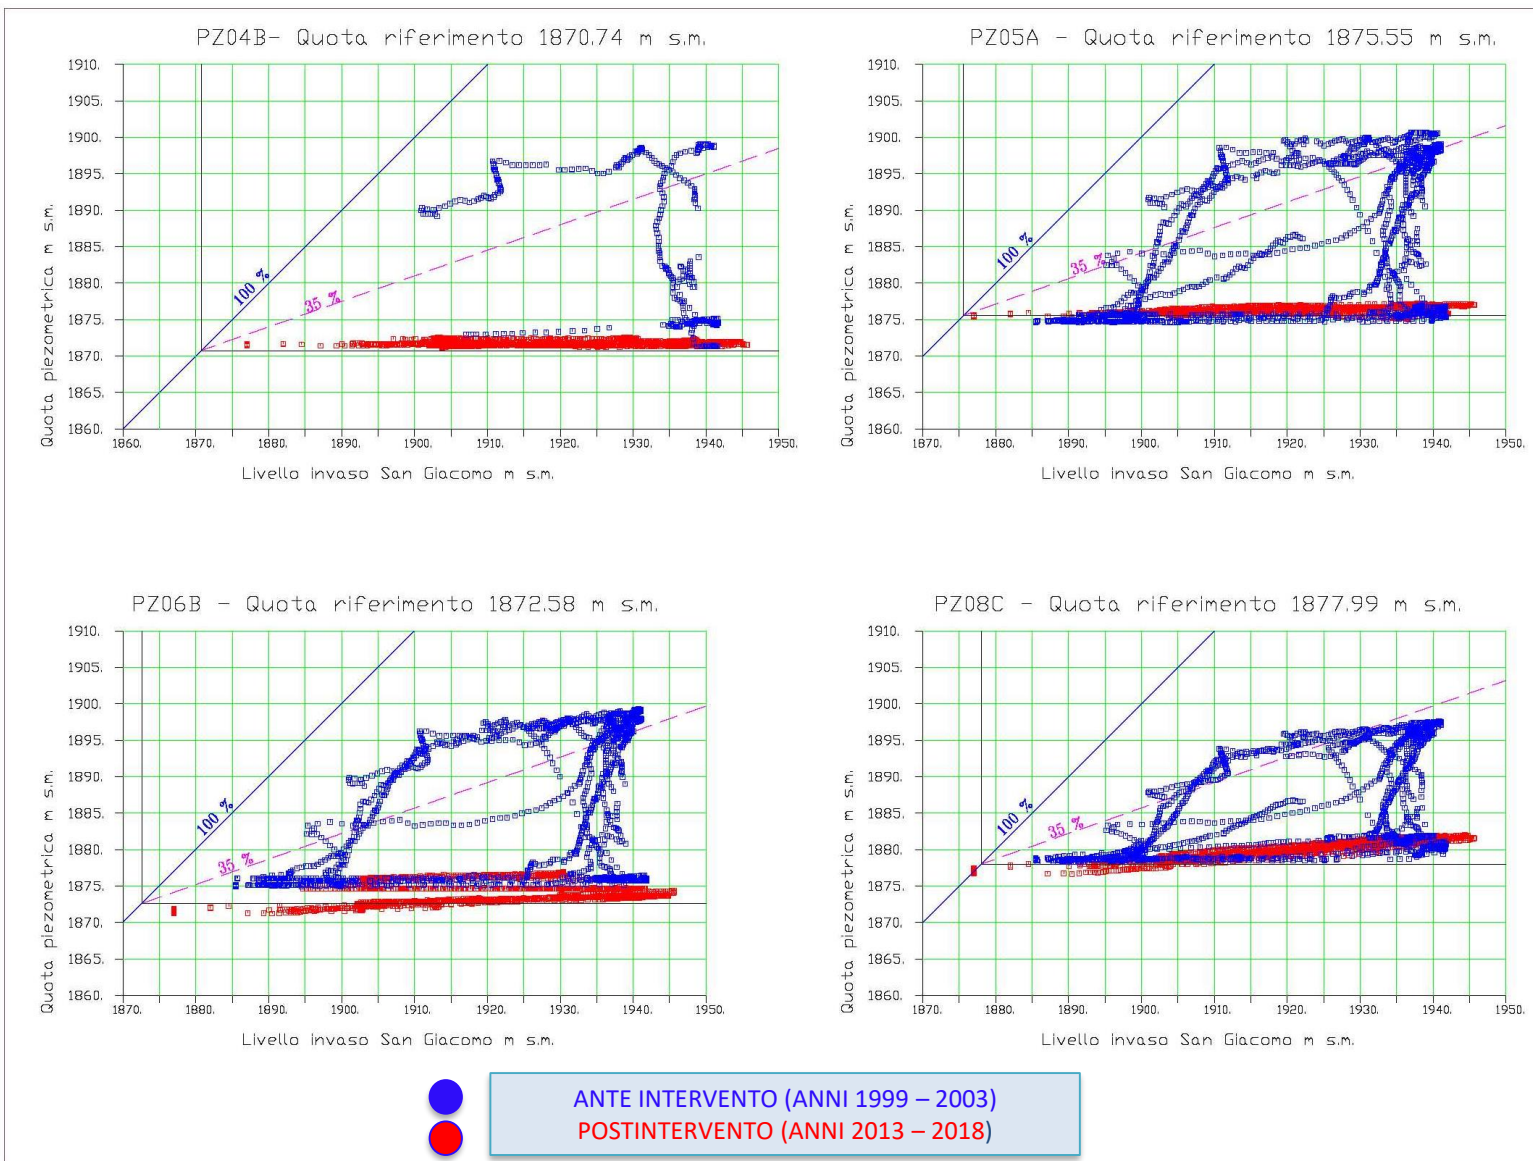 PZ04B- Quota riferimento 1870.74 m s.m.
1910.
1905.
1900.
1895.
1890.
1885.
1880.
1875.
1870.
1865.
1860.
Quota piezometrica m s.m.
100 %
35 %
1860. 1870. 1880. 1890. 1900. 1910. 1920. 1930. 1940. 1950.
Livello invaso San Giacomo m s.m.
PZ05A - Quota riferimento 1875.55 m s.m.
1910.
1905.
1900.
1895.
1890.
1885.
1880.
1875.
1870.
1865.
1860.
Quota piezometrica m s.m.
100 %
35 %
1870. 1880. 1890. 1900. 1910. 1920. 1930. 1940. 1950.
Livello invaso San Giacomo m s.m.
PZ06B - Quota riferimento 1872.58 m s.m.
1910.
1905.
1900.
1895.
1890.
1885.
1880.
1875.
1870.
1865.
1860.
Quota piezometrica m s.m.
100 %
35 %
1870. 1880. 1890. 1900. 1910. 1920. 1930. 1940. 1950.
Livello invaso San Giacomo m s.m.
PZ08C - Quota riferimento 1877.99 m s.m.
1910.
1905.
1900.
1895.
1890.
1885.
1880.
1875.
1870.
1865.
1860.
Quota piezometrica m s.m.
100 %
35 %
1870. 1880. 1890. 1900. 1910. 1920. 1930. 1940. 1950.
Livello invaso San Giacomo m s.m.
ANTE INTERVENTO (ANNI 1999 – 2003)
POSTINTERVENTO (ANNI 2013 – 2018)